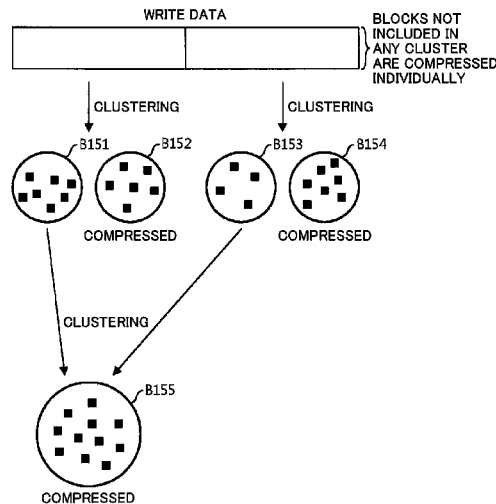 WRITE DATA
BLOCKS NOT
INCLUDED IN
ANY CLUSTER
ARE COMPRESSED
INDIVIDUALLY
CLUSTERING
CLUSTERING
B151
B152
B153
B154
COMPRESSED
COMPRESSED
CLUSTERING
B155
COMPRESSED